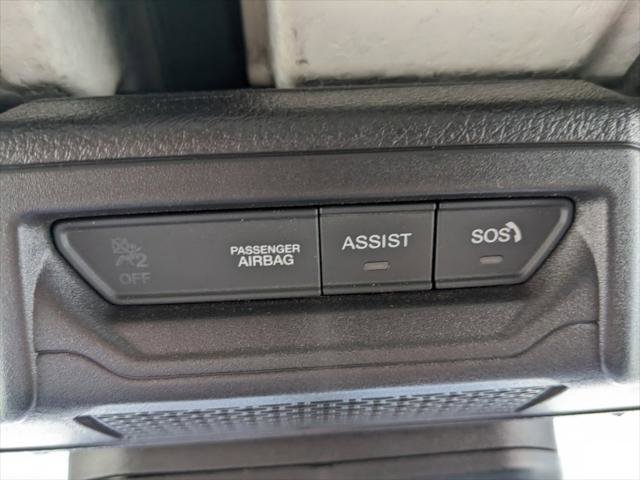 2
OFF
PASSENGER
AIRBAG
ASSIST
SOS